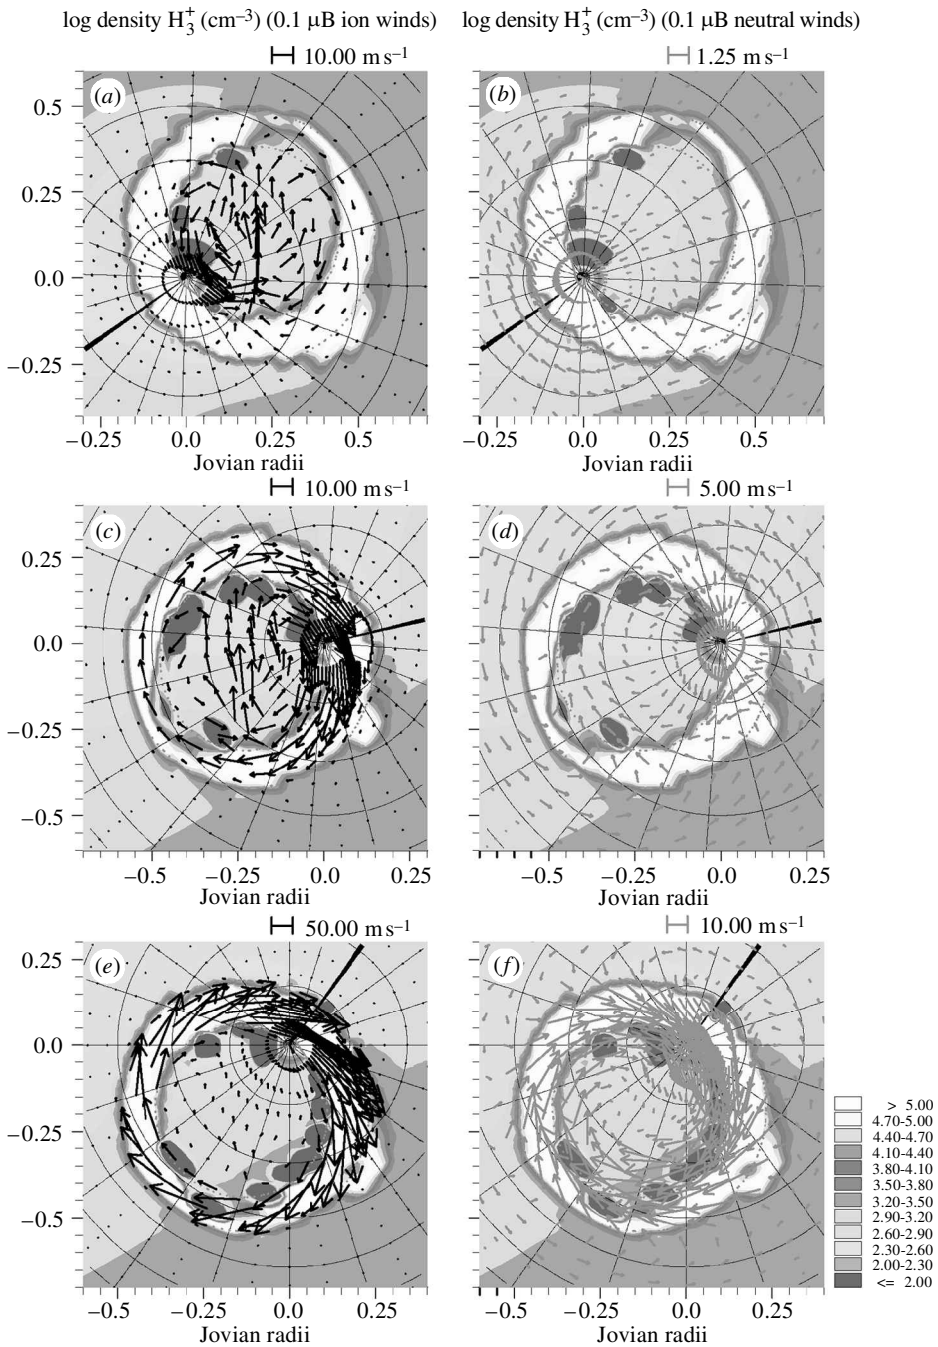 log density H₃⁺ (cm⁻³) (0.1 µB ion winds)
log density H₃⁺ (cm⁻³) (0.1 µB neutral winds)
10.00 m s⁻¹
1.25 m s⁻¹
(a)
(b)
0.5
0.25
0.0
−0.25
−0.25 0.0 0.25 0.5
−0.25 0.0 0.25 0.5
Jovian radii
Jovian radii
10.00 m s⁻¹
5.00 m s⁻¹
(c)
(d)
0.25
0.0
−0.25
−0.5
−0.5 −0.25 0.0 0.25
−0.5 −0.25 0.0 0.25
Jovian radii
Jovian radii
50.00 m s⁻¹
10.00 m s⁻¹
(e)
(f)
0.25
0.0
−0.25
−0.5
−0.5 −0.25 0.0 0.25
−0.5 −0.25 0.0 0.25
Jovian radii
Jovian radii
> 5.00
4.70-5.00
4.40-4.70
4.10-4.40
3.80-4.10
3.50-3.80
3.20-3.50
2.90-3.20
2.60-2.90
2.30-2.60
2.00-2.30
<= 2.00